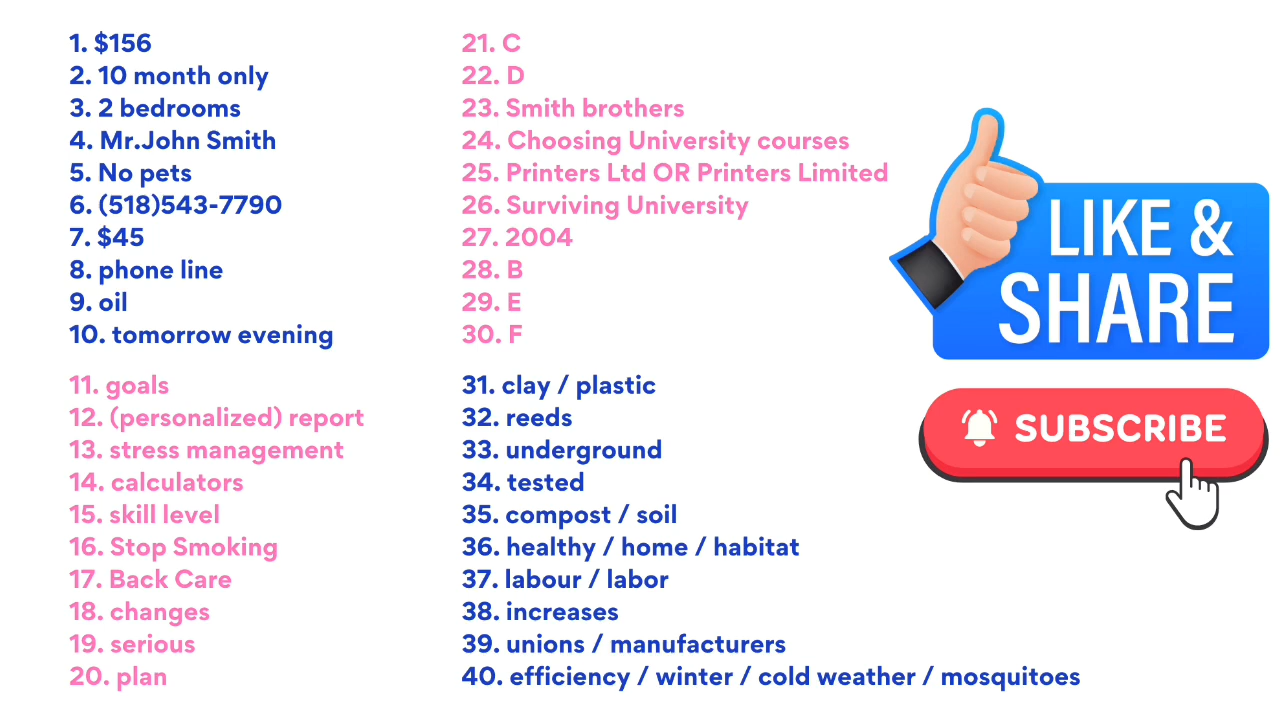 1. $156
2. 10 month only
3. 2 bedrooms
4. Mr.John Smith
5. No pets
6. (518)543-7790
7. $45
8. phone line
9. oil
10. tomorrow evening
11. goals
12. (personalized) report
13. stress management
14. calculators
15. skill level
16. Stop Smoking
17. Back Care
18. changes
19. serious
20. plan
21. C
22. D
23. Smith brothers
24. Choosing University courses
25. Printers Ltd OR Printers Limited
26. Surviving University
27. 2004
28. B
29. E
30. F
31. clay / plastic
32. reeds
33. underground
34. tested
35. compost / soil
36. healthy / home / habitat
37. labour / labor
38. increases
39. unions / manufacturers
40. efficiency / winter / cold weather / mosquitoes
LIKE &
SHARE
SUBSCRIBE